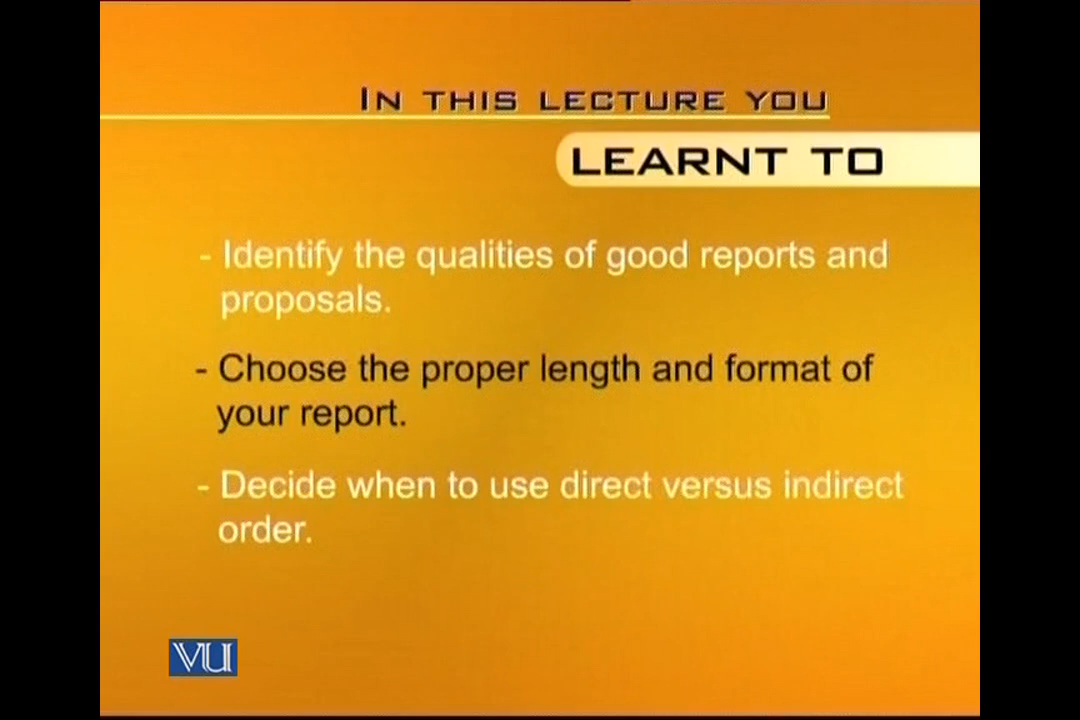 IN THIS LECTURE YOU
LEARNT TO
- Identify the qualities of good reports and
proposals.
- Choose the proper length and format of
your report.
- Decide when to use direct versus indirect
order.
VU